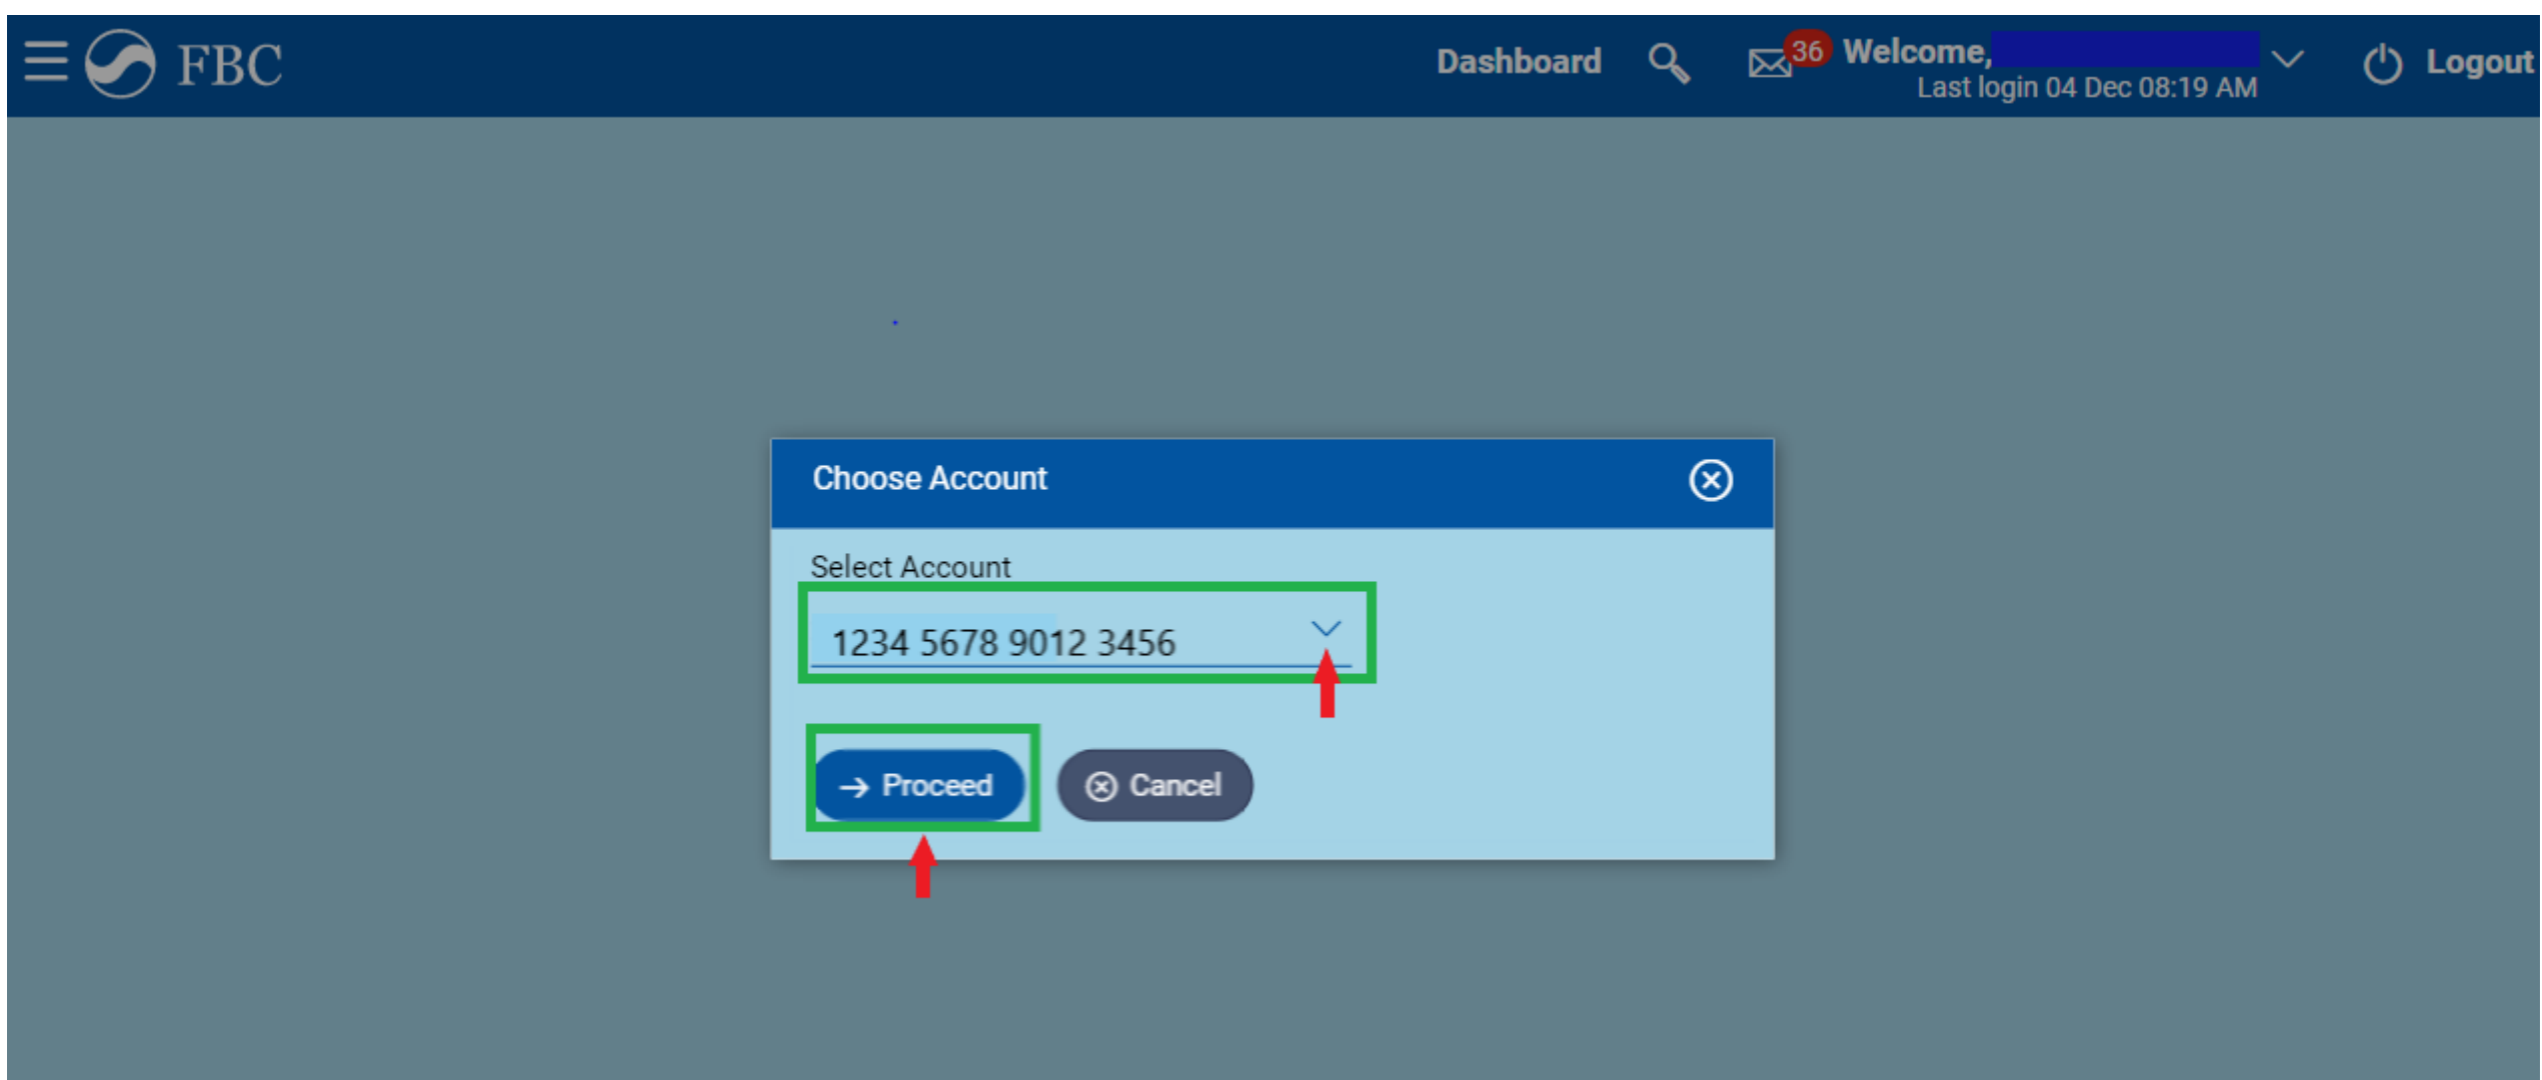 FBC
Dashboard
36
Welcome,
Last login 04 Dec 08:19 AM
Logout
Choose Account
Select Account
1234 5678 9012 3456
Proceed
Cancel